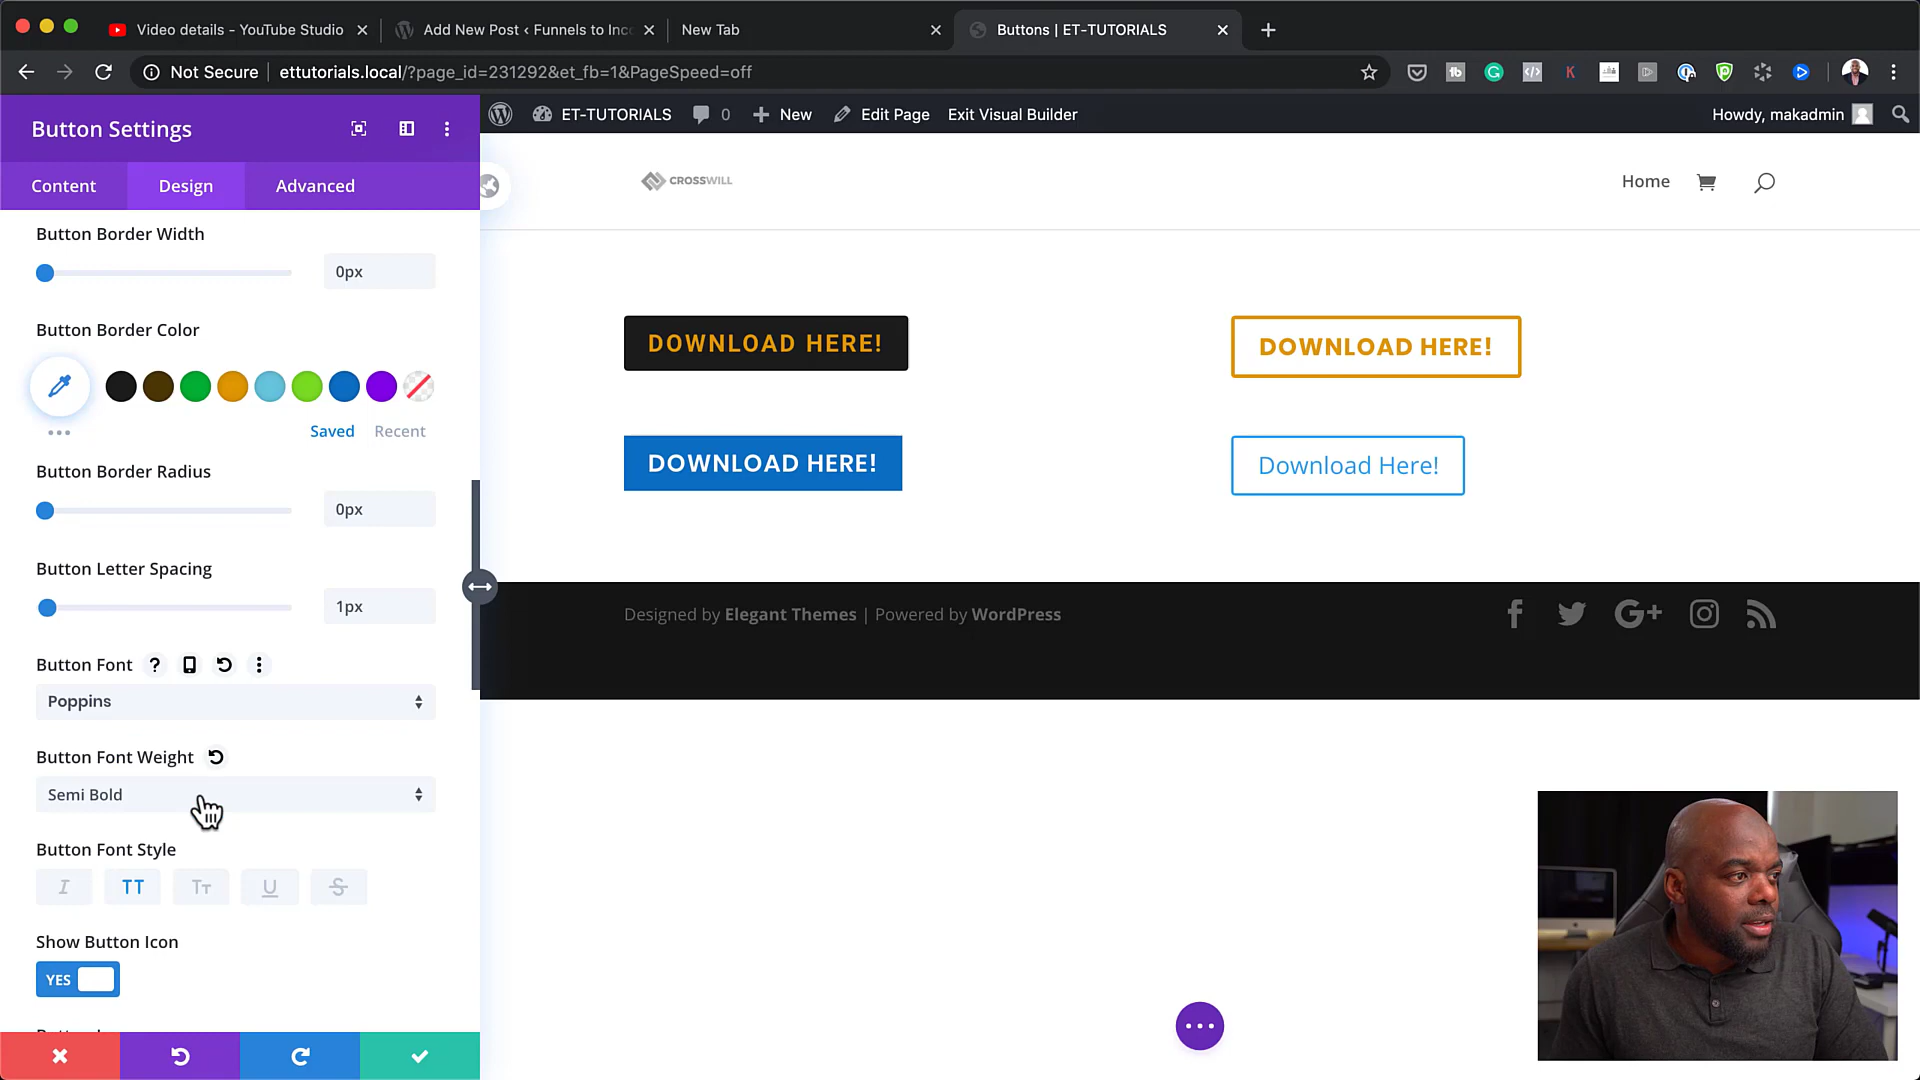 Video details - YouTube Studio
Add New Post ‹ Funnels to Inc
New Tab
Buttons | ET-TUTORIALS
Not Secure
ettutorials.local/?page_id=231292&et_fb=1&PageSpeed=off
Button Settings
ET-TUTORIALS
0
New
Edit Page
Exit Visual Builder
Howdy, makadmin
Content
Design
Advanced
CROSSWILL
Home
Button Border Width
0px
Button Border Color
Saved
Recent
Button Border Radius
0px
Button Letter Spacing
1px
Button Font
?
Poppins
Button Font Weight
Semi Bold
Button Font Style
I
TT
Tт
U
S
Show Button Icon
YES
DOWNLOAD HERE!
DOWNLOAD HERE!
DOWNLOAD HERE!
Download Here!
Designed by Elegant Themes | Powered by WordPress